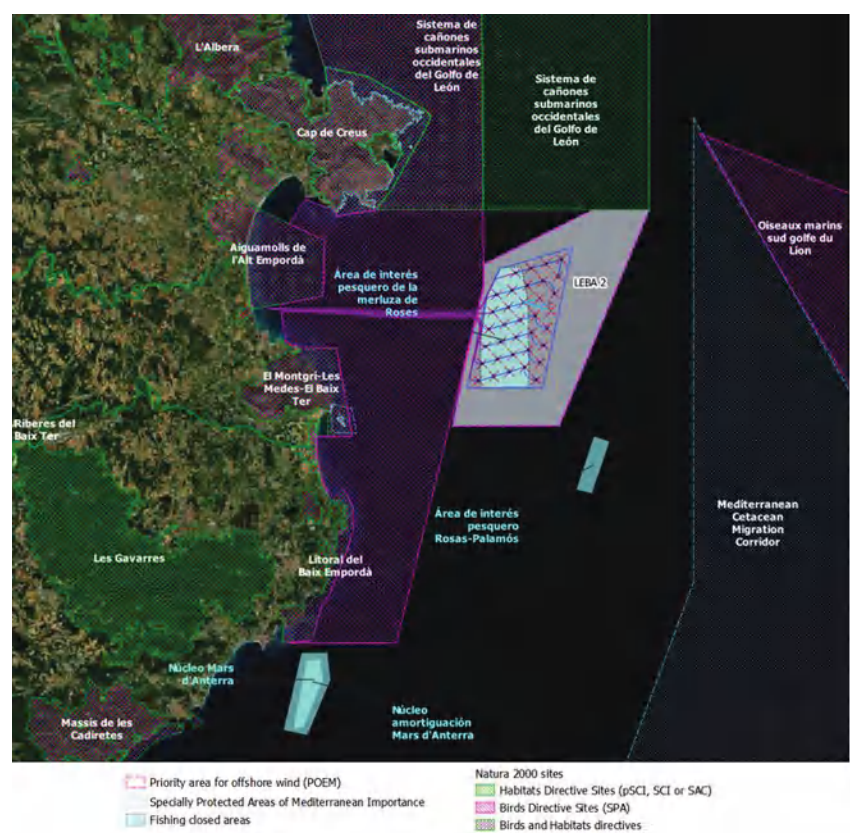 L'Albera
Sistema de
cañones
submarinos
occidentales
del Golfo de
León
Sistema de
cañones
submarinos
occidentales
del Golfo de
León
Cap de Creus
Oiseaux marins
sud golfe du
Lion
Aiguamolls de
l'Alt Empordà
Área de interés
pesquero de la
merluza de
Roses
LEBA 2
El Montgrí-Les
Medes-El Baix
Ter
Riberes del
Baix Ter
Área de interés
pesquero
Rosas-Palamós
Mediterranean
Cetacean
Migration
Corridor
Les Gavarres
Litoral del
Baix Empordà
Núcleo Mars
d'Anterra
Núcleo
amortiguación
Mars d'Anterra
Massís de les
Cadiretes
Priority area for offshore wind (POEM)
Specially Protected Areas of Mediterranean Importance
Fishing closed areas
Natura 2000 sites
Habitats Directive Sites (pSCI, SCI or SAC)
Birds Directive Sites (SPA)
Birds and Habitats directives